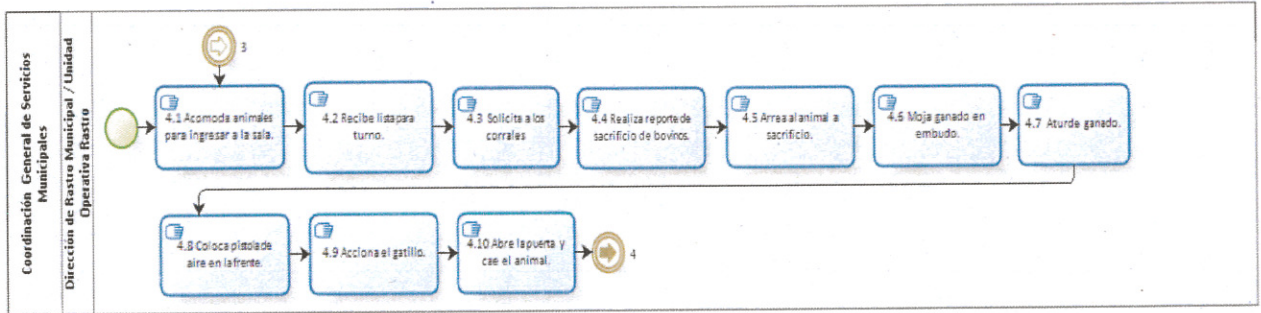 Coordinación General de Servicios
Municipales
Dirección de Rastro Municipal / Unidad
Operativa Rastro
3
4.1 Acomoda animales
para ingresar a la sala.
4.2 Recibe lista para
turno.
4.3 Solicita a los
corrales
4.4 Realiza reporte de
sacrificio de bovinos.
4.5 Arrea al animal a
sacrificio.
4.6 Moja ganado en
embudo.
4.7 Aturde ganado.
4.8 Coloca pistola de
aire en la frente.
4.9 Acciona el gatillo.
4.10 Abre la puerta y
cae el animal.
4